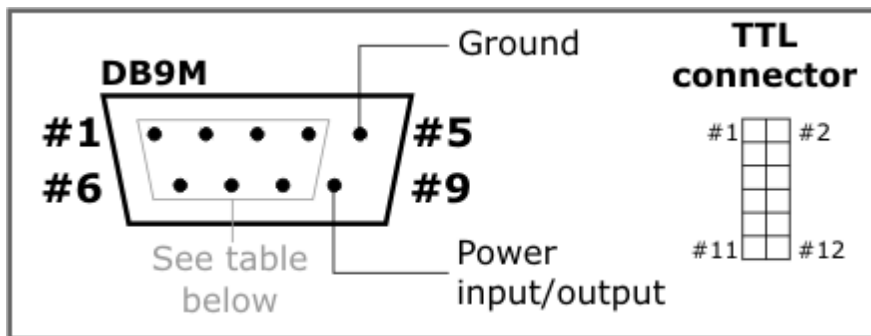 Ground
TTL
connector
DB9M
#1
#5
#1
#2
#6
#9
See table
below
Power
input/output
#11
#12